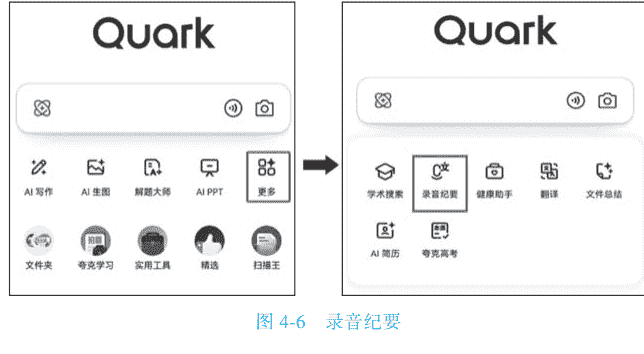 Quark
AI 写作 AI 生图 解题大师 AI PPT 更多
文件夹 夸克学习 实用工具 精选 扫描王
Quark
学术搜索 录音纪要 健康助手 翻译 文件总结
AI 简历 夸克高考
图 4-6 录音纪要